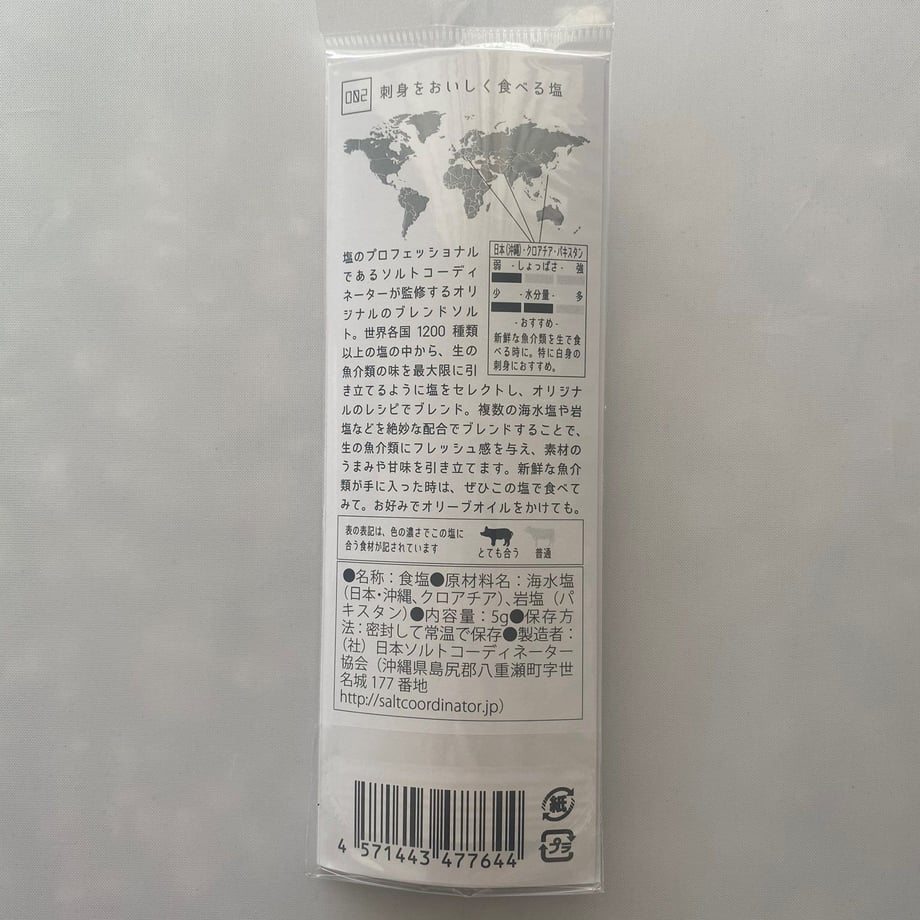 002 刺身をおいしく食べる塩
日本(沖縄)・クロアチア・パキスタン
弱 - しょっぱさ - 強
少 - 水分量 - 多
- おすすめ -
新鮮な魚介類を生で食
べる時に。特に白身の
刺身におすすめ。
塩のプロフェッショナル
であるソルトコーディ
ネーターが監修するオリ
ジナルのブレンドソル
ト。世界各国 1200 種類
以上の塩の中から、生の
魚介類の味を最大限に引
き立てるように塩をセレクトし、オリジナ
ルのレシピでブレンド。複数の海水塩や岩
塩などを絶妙な配合でブレンドすることで、
生の魚介類にフレッシュ感を与え、素材の
うまみや甘味を引き立てます。新鮮な魚介
類が手に入った時は、ぜひこの塩で食べて
みて。お好みでオリーブオイルをかけても。
表の表記は、色の濃さでこの塩に
合う食材が記されています
とても合う 普通
●名称：食塩●原材料名：海水塩
（日本・沖縄、クロアチア）、岩塩（パ
キスタン）●内容量：5g●保存方
法：密封して常温で保存●製造者：
（社）日本ソルトコーディネーター
協会（沖縄県島尻郡八重瀬町字世
名城 177 番地
http://saltcoordinator.jp）
紙
プラ
4 571443 477644